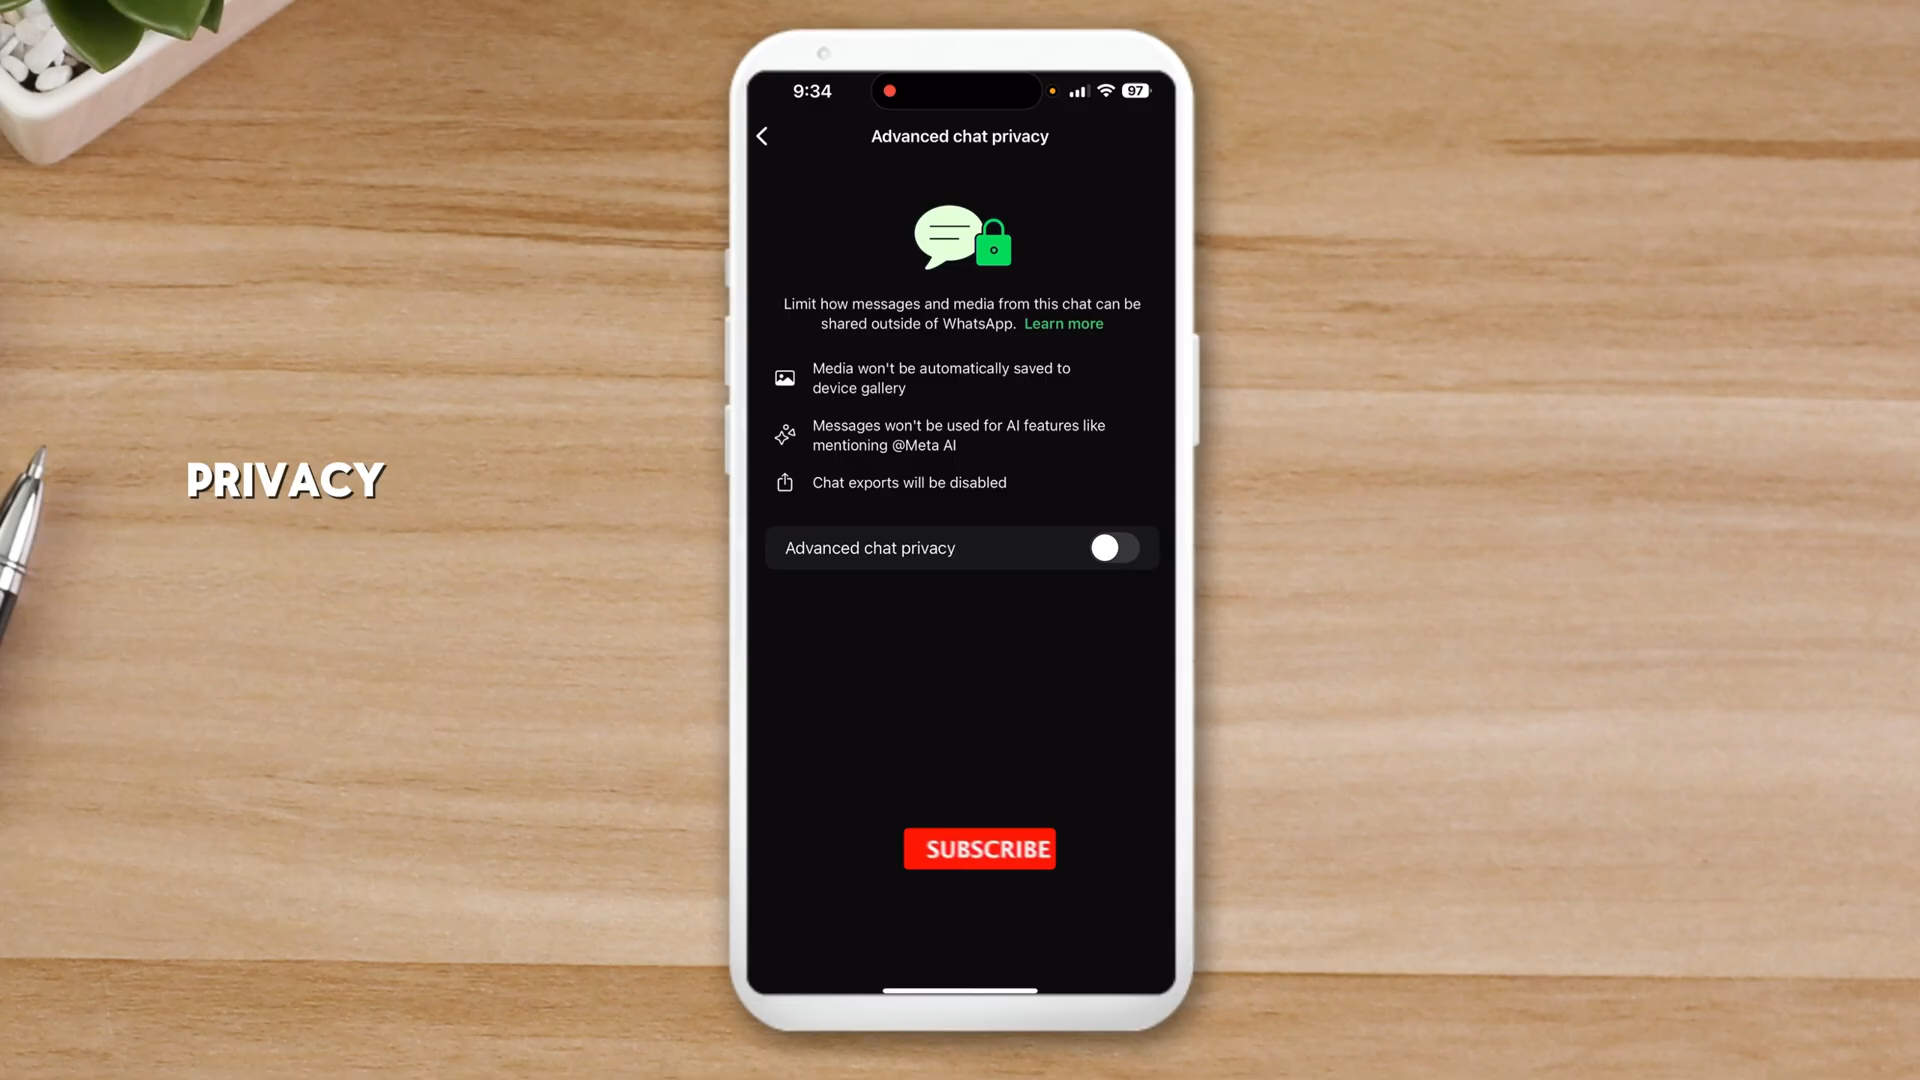 9:34
97
Advanced chat privacy
Limit how messages and media from this chat can be
shared outside of WhatsApp. Learn more
Media won't be automatically saved to
device gallery
Messages won't be used for AI features like
mentioning @Meta AI
Chat exports will be disabled
PRIVACY
Advanced chat privacy
SUBSCRIBE